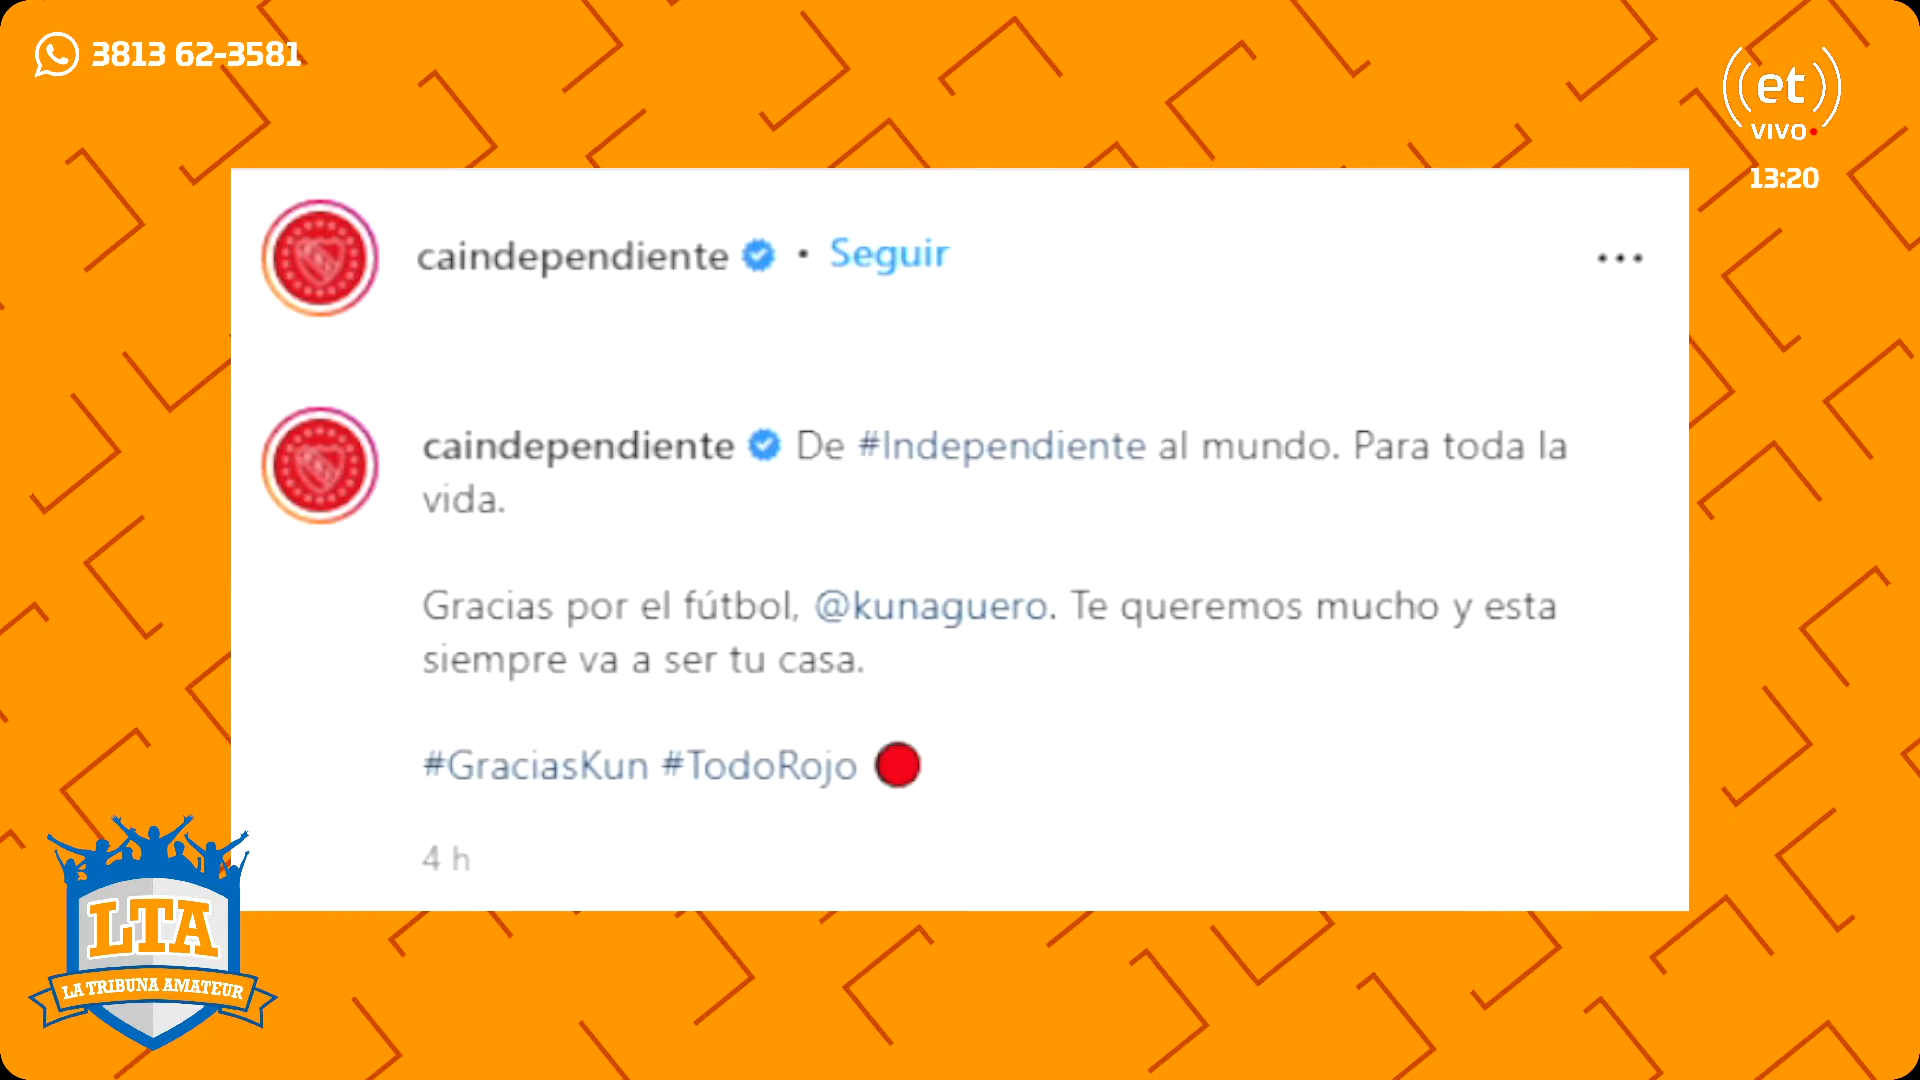 3813 62-3581
et
VIVO
13:20
caindependiente • Seguir
caindependiente De #Independiente al mundo. Para toda la
vida.
Gracias por el fútbol, @kunaguero. Te queremos mucho y esta
siempre va a ser tu casa.
#GraciasKun #TodoRojo 🔴
4 h
LTA
LA TRIBUNA AMATEUR